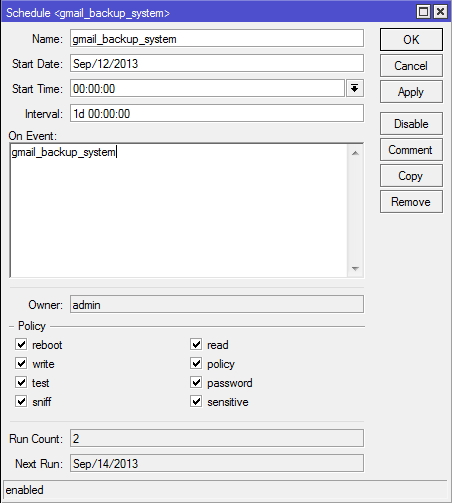 Schedule <gmail_backup_system>
Name: gmail_backup_system
OK
Start Date: Sep/12/2013
Cancel
Start Time: 00:00:00
Apply
Interval: 1d 00:00:00
Disable
On Event:
gmail_backup_system
Comment
Copy
Remove
Owner: admin
Policy
reboot read
write policy
test password
sniff sensitive
Run Count: 2
Next Run: Sep/14/2013
enabled